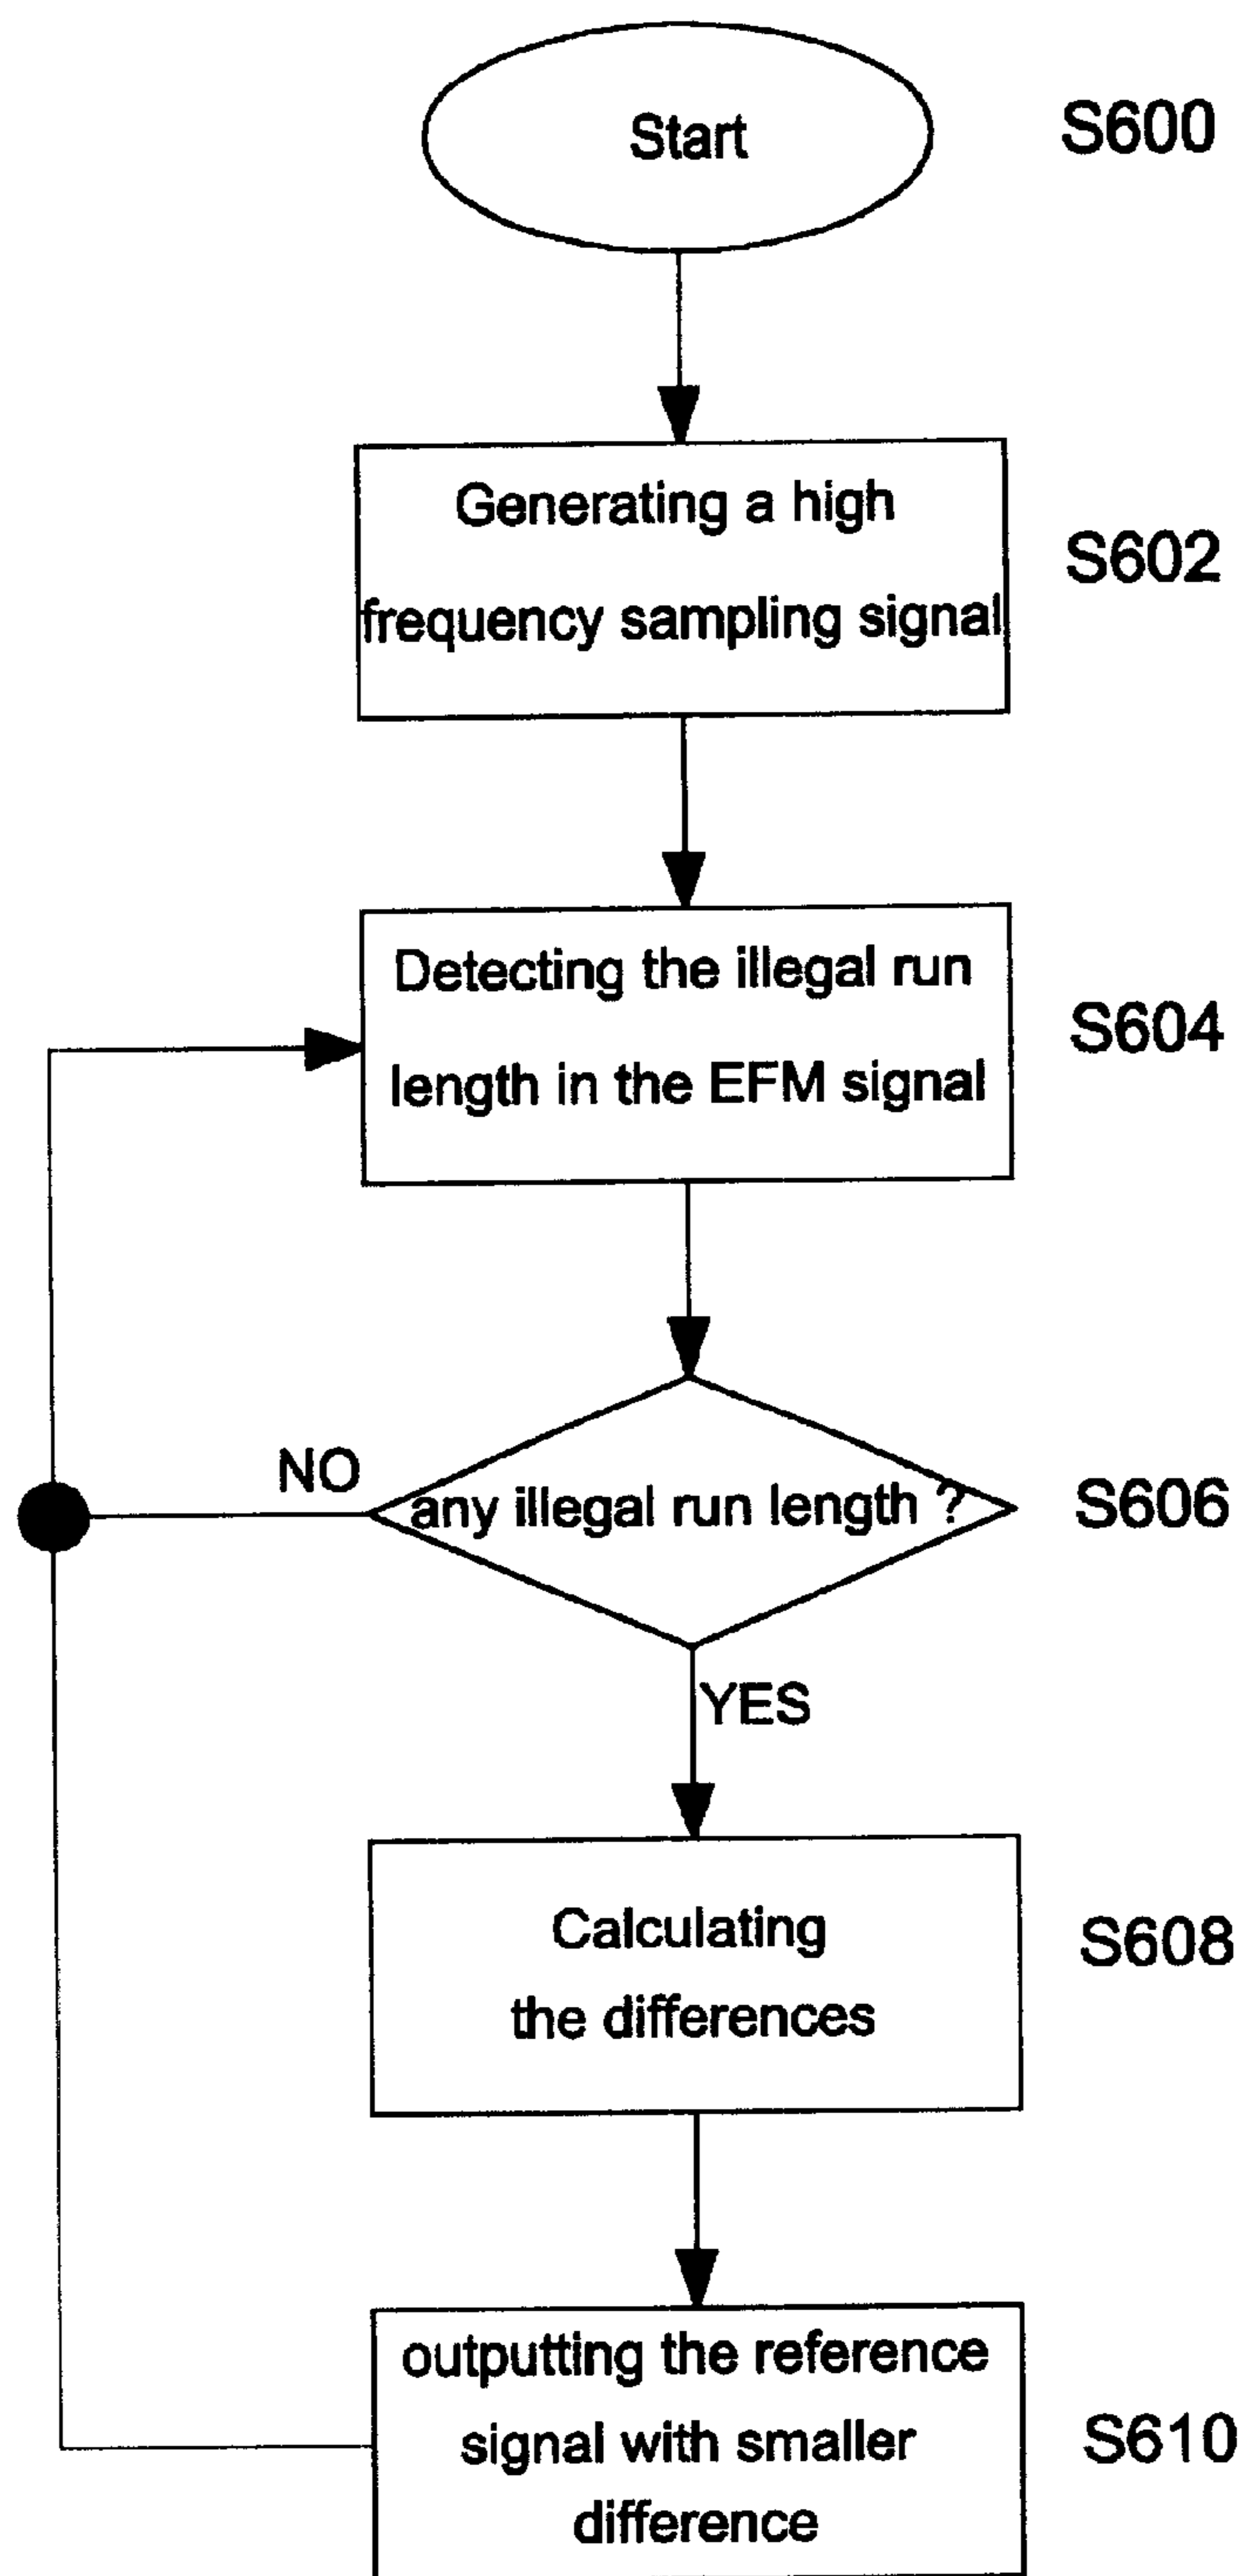 Start
S600
Generating a high
frequency sampling signal
S602
Detecting the illegal run
length in the EFM signal
S604
NO
any illegal run length ?
S606
YES
Calculating
the differences
S608
outputting the reference
signal with smaller
difference
S610